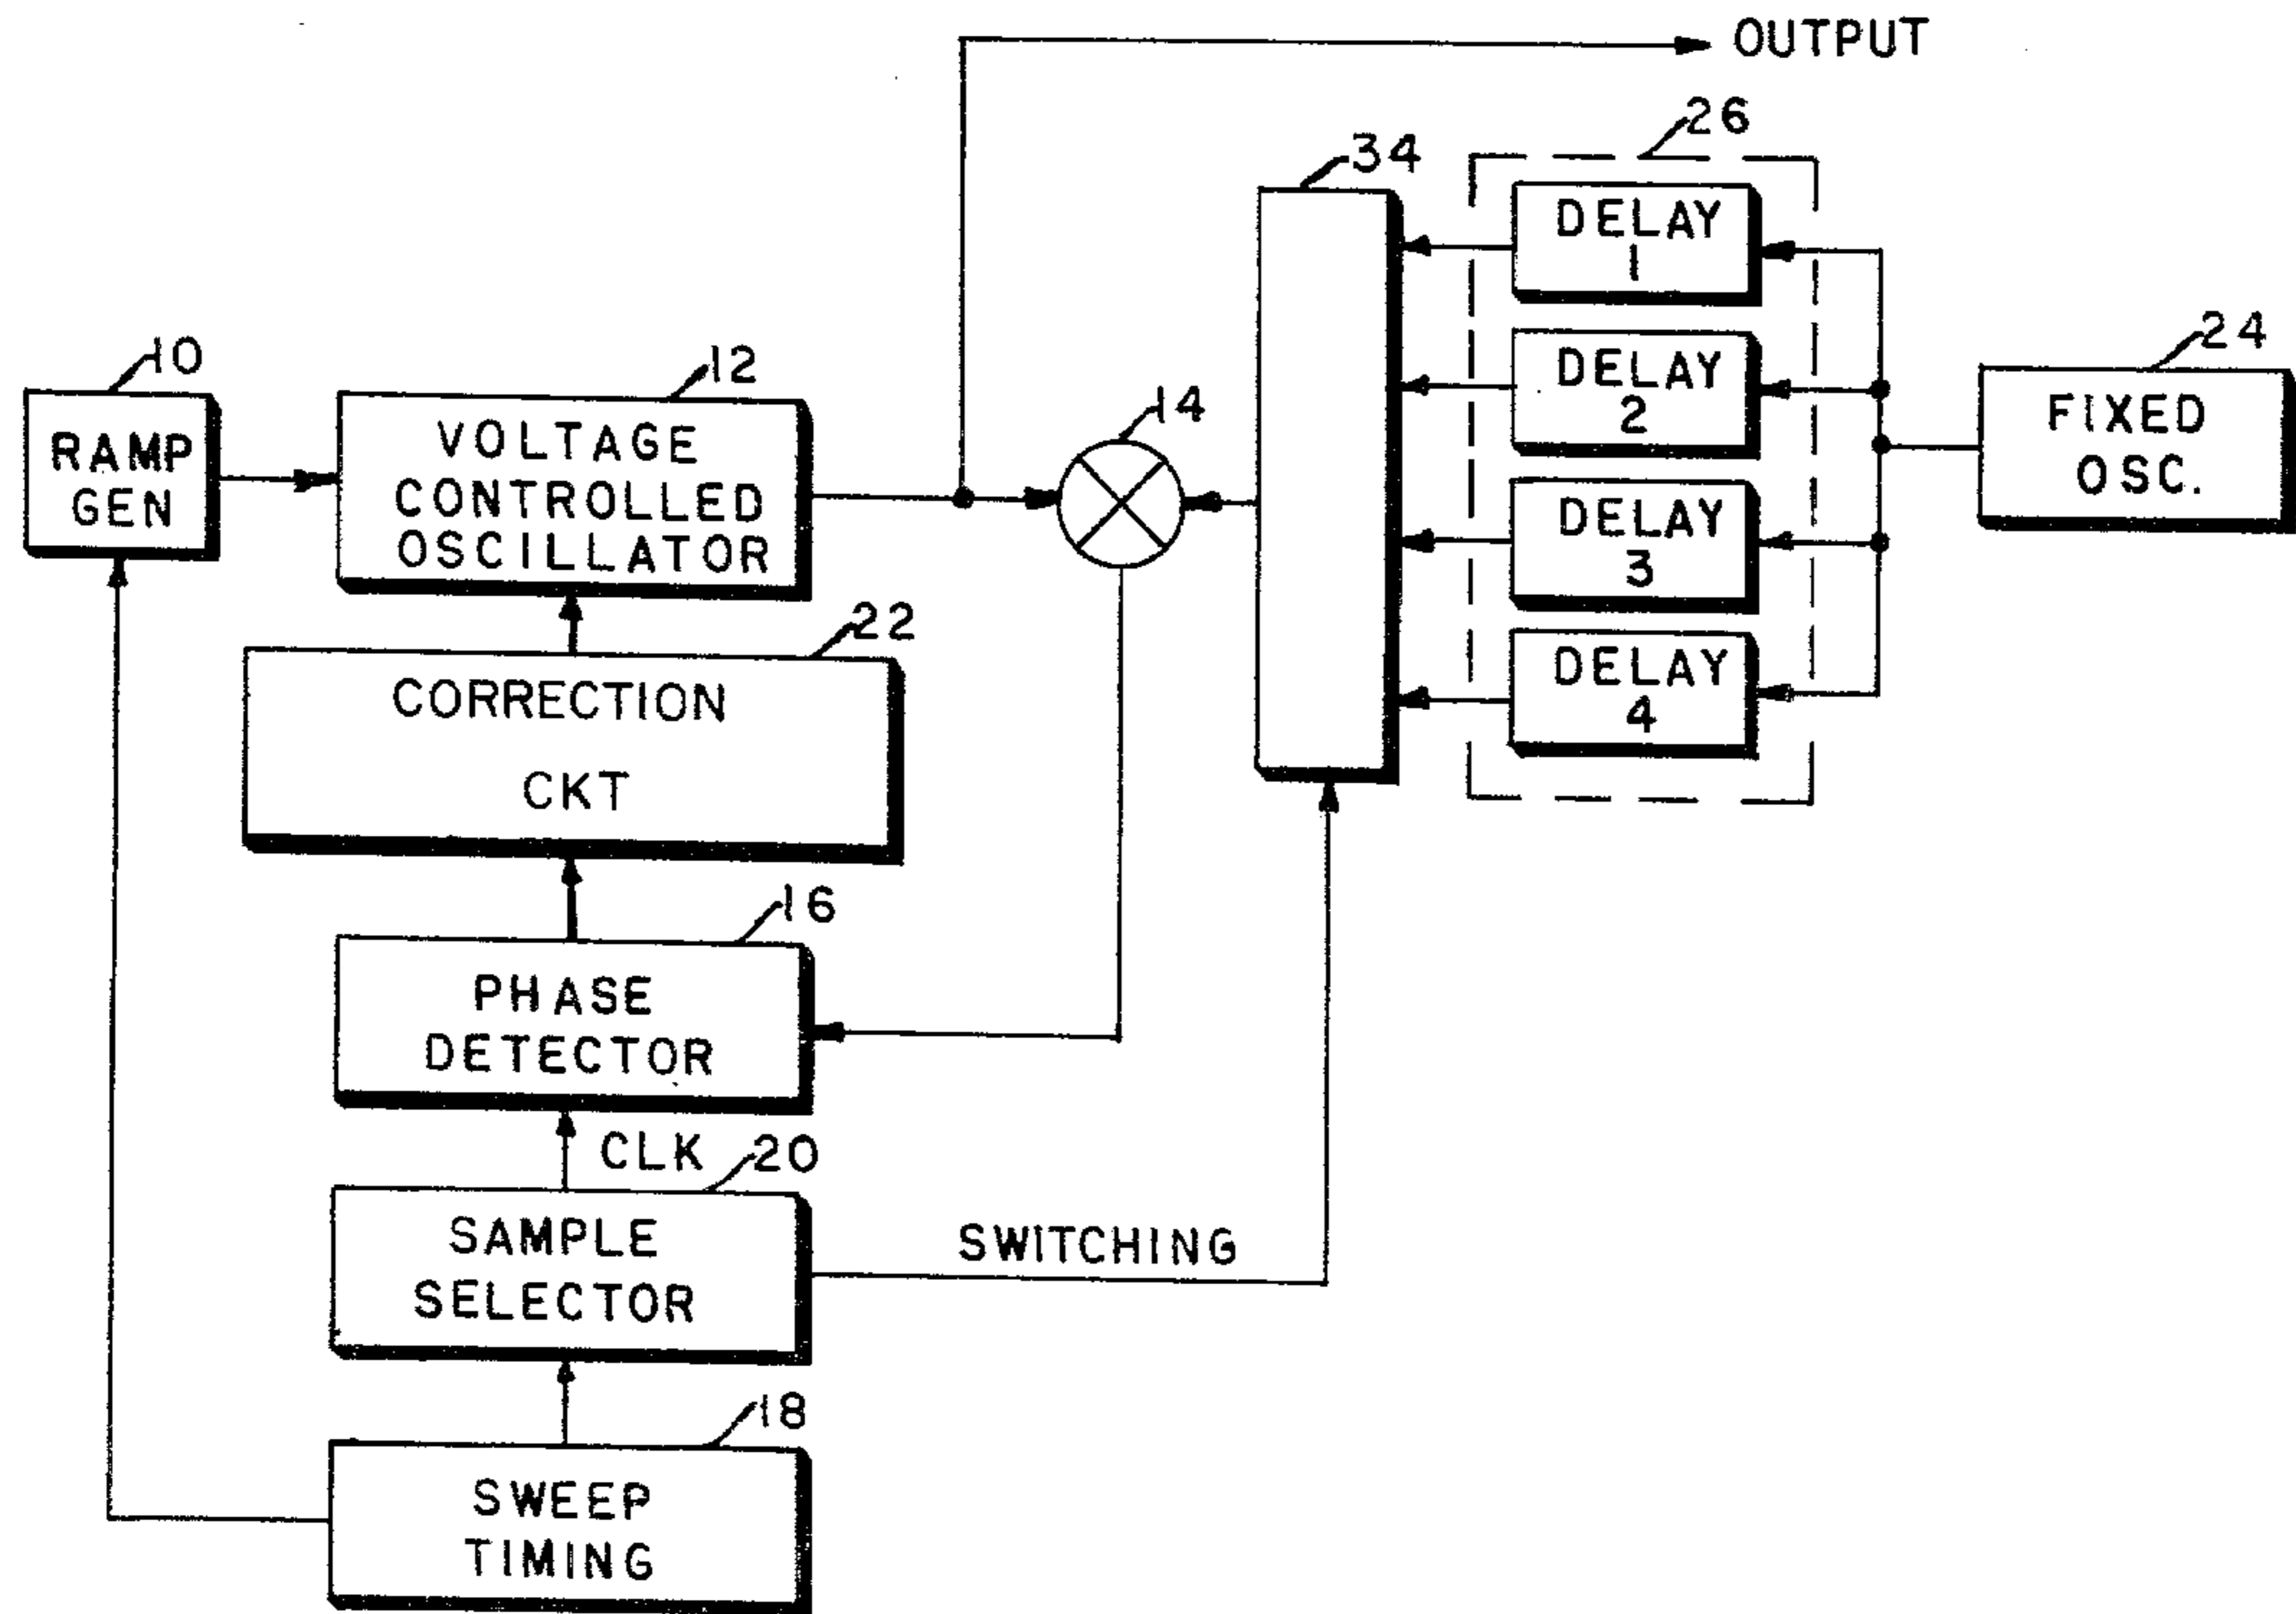 OUTPUT
26
34
DELAY
1
24
10
12
DELAY
2
14
FIXED
OSC.
RAMP
GEN
VOLTAGE
CONTROLLED
OSCILLATOR
DELAY
3
22
DELAY
4
CORRECTION
CKT
16
PHASE
DETECTOR
CLK
20
SAMPLE
SELECTOR
SWITCHING
18
SWEEP
TIMING